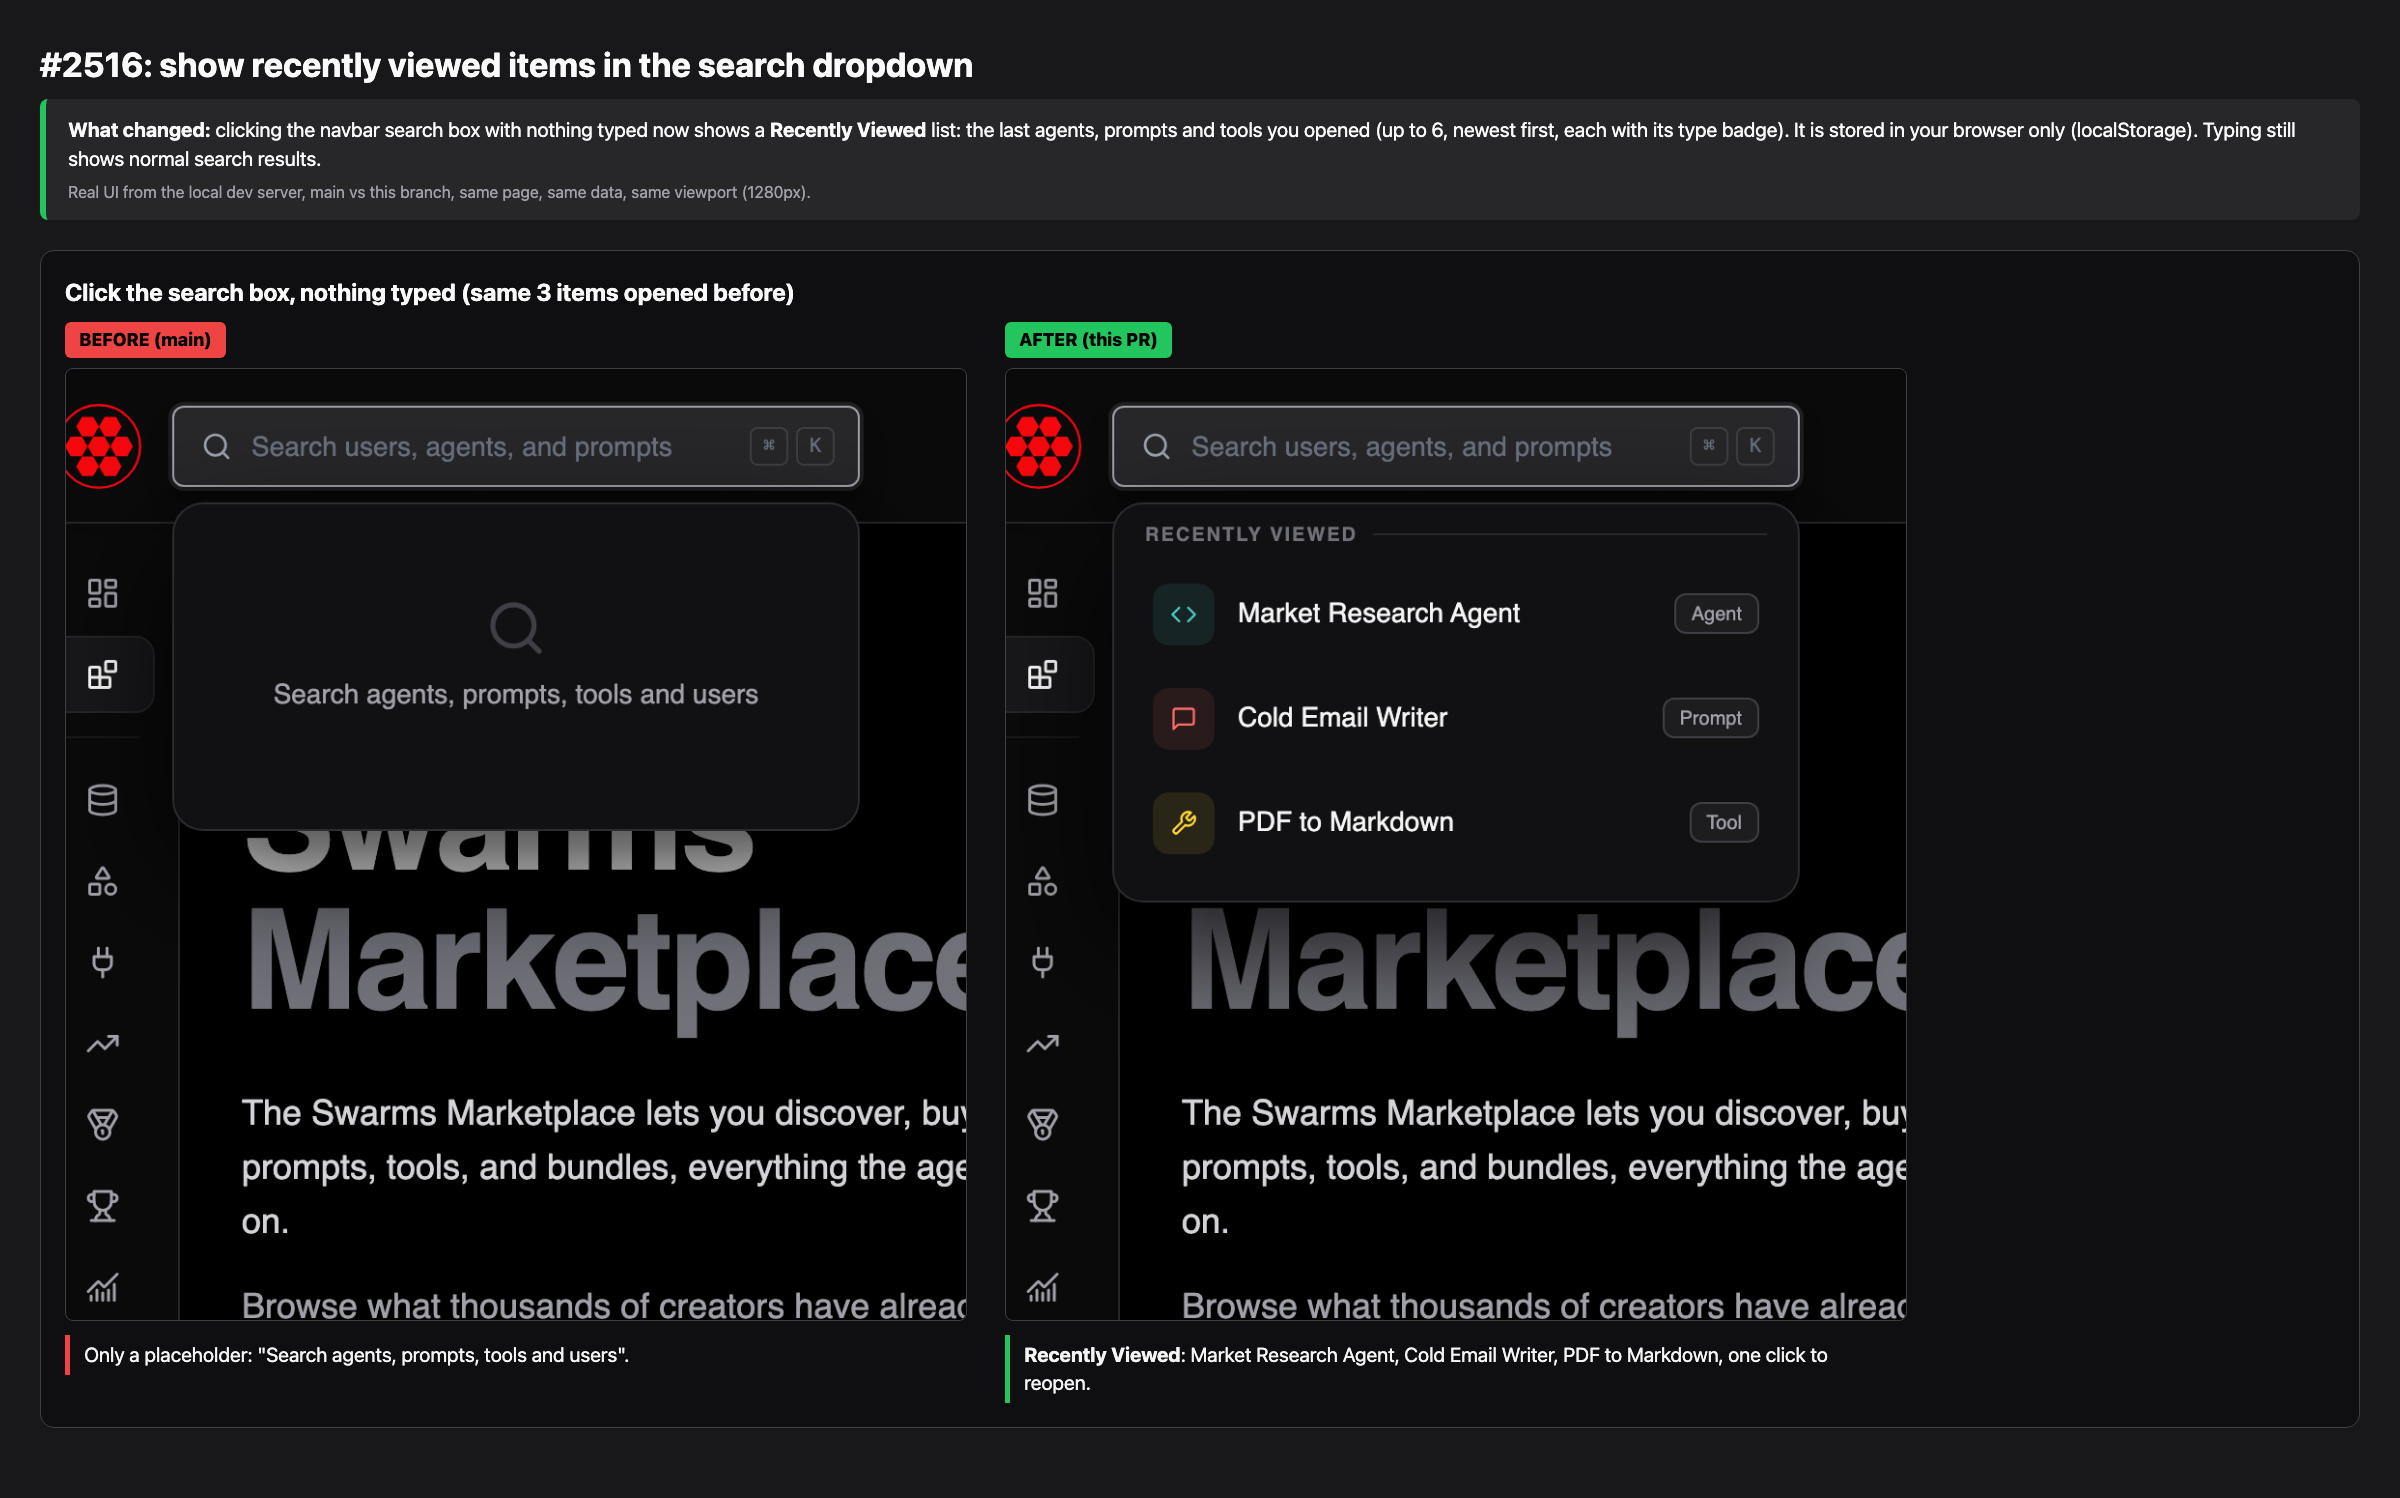 #2516: show recently viewed items in the search dropdown
What changed: clicking the navbar search box with nothing typed now shows a Recently Viewed list: the last agents, prompts and tools you opened (up to 6, newest first, each with its type badge). It is stored in your browser only (localStorage). Typing still
shows normal search results.
Real UI from the local dev server, main vs this branch, same page, same data, same viewport (1280px).
Click the search box, nothing typed (same 3 items opened before)
BEFORE (main)
Search users, agents, and prompts ⌘ K
Search agents, prompts, tools and users
Swarms
Marketplace
The Swarms Marketplace lets you discover, buy
prompts, tools, and bundles, everything the age
on.
Browse what thousands of creators have alread
Only a placeholder: "Search agents, prompts, tools and users".
AFTER (this PR)
Search users, agents, and prompts ⌘ K
RECENTLY VIEWED
Market Research Agent Agent
Cold Email Writer Prompt
PDF to Markdown Tool
Marketplace
The Swarms Marketplace lets you discover, buy
prompts, tools, and bundles, everything the age
on.
Browse what thousands of creators have alread
Recently Viewed: Market Research Agent, Cold Email Writer, PDF to Markdown, one click to
reopen.